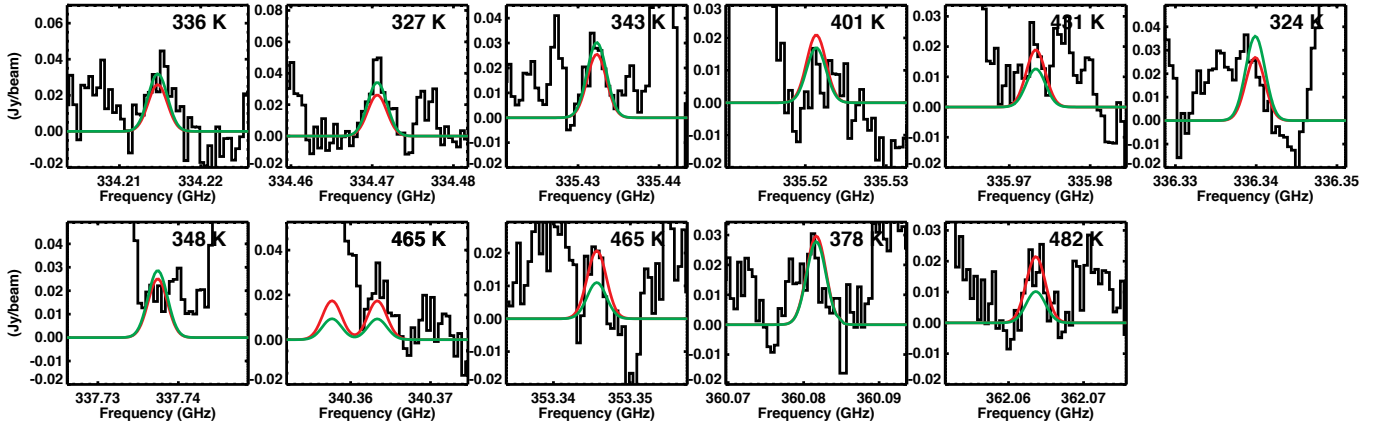 336 K 327 K 343 K 401 K 431 K 324 K
0.06 0.08 0.03 0.03 0.04
0.04 0.06 0.04 0.02 0.02 0.03
0.02 0.04 0.02 0.01 0.01 0.02
0.02 0.00 0.00 0.01
0.00 0.00 0.00
0.00 -0.01 -0.01
-0.02 -0.02 -0.02 0.02 0.02 -0.02
334.21 334.22 334.46 334.47 334.48 335.43 335.44 335.52 335.53 335.97 335.98 336.33 336.34 336.35
Frequency (GHz) Frequency (GHz) Frequency (GHz) Frequency (GHz) Frequency (GHz) Frequency (GHz)
(Jy/beam)
348 K 465 K 465 K 378 K 482 K
0.04 0.04 0.02 0.03 0.03
0.03 0.02 0.02
0.02 0.02 0.01 0.01 0.01
0.01 0.00
0.00 0.00 0.00 0.00
-0.01 0.01 -0.01 -0.01
-0.02 -0.02 0.02 0.02 0.02
337.73 337.74 340.36 340.37 353.34 353.35 360.07 360.08 360.09 362.06 362.07
Frequency (GHz) Frequency (GHz) Frequency (GHz) Frequency (GHz) Frequency (GHz)
(Jy/beam)